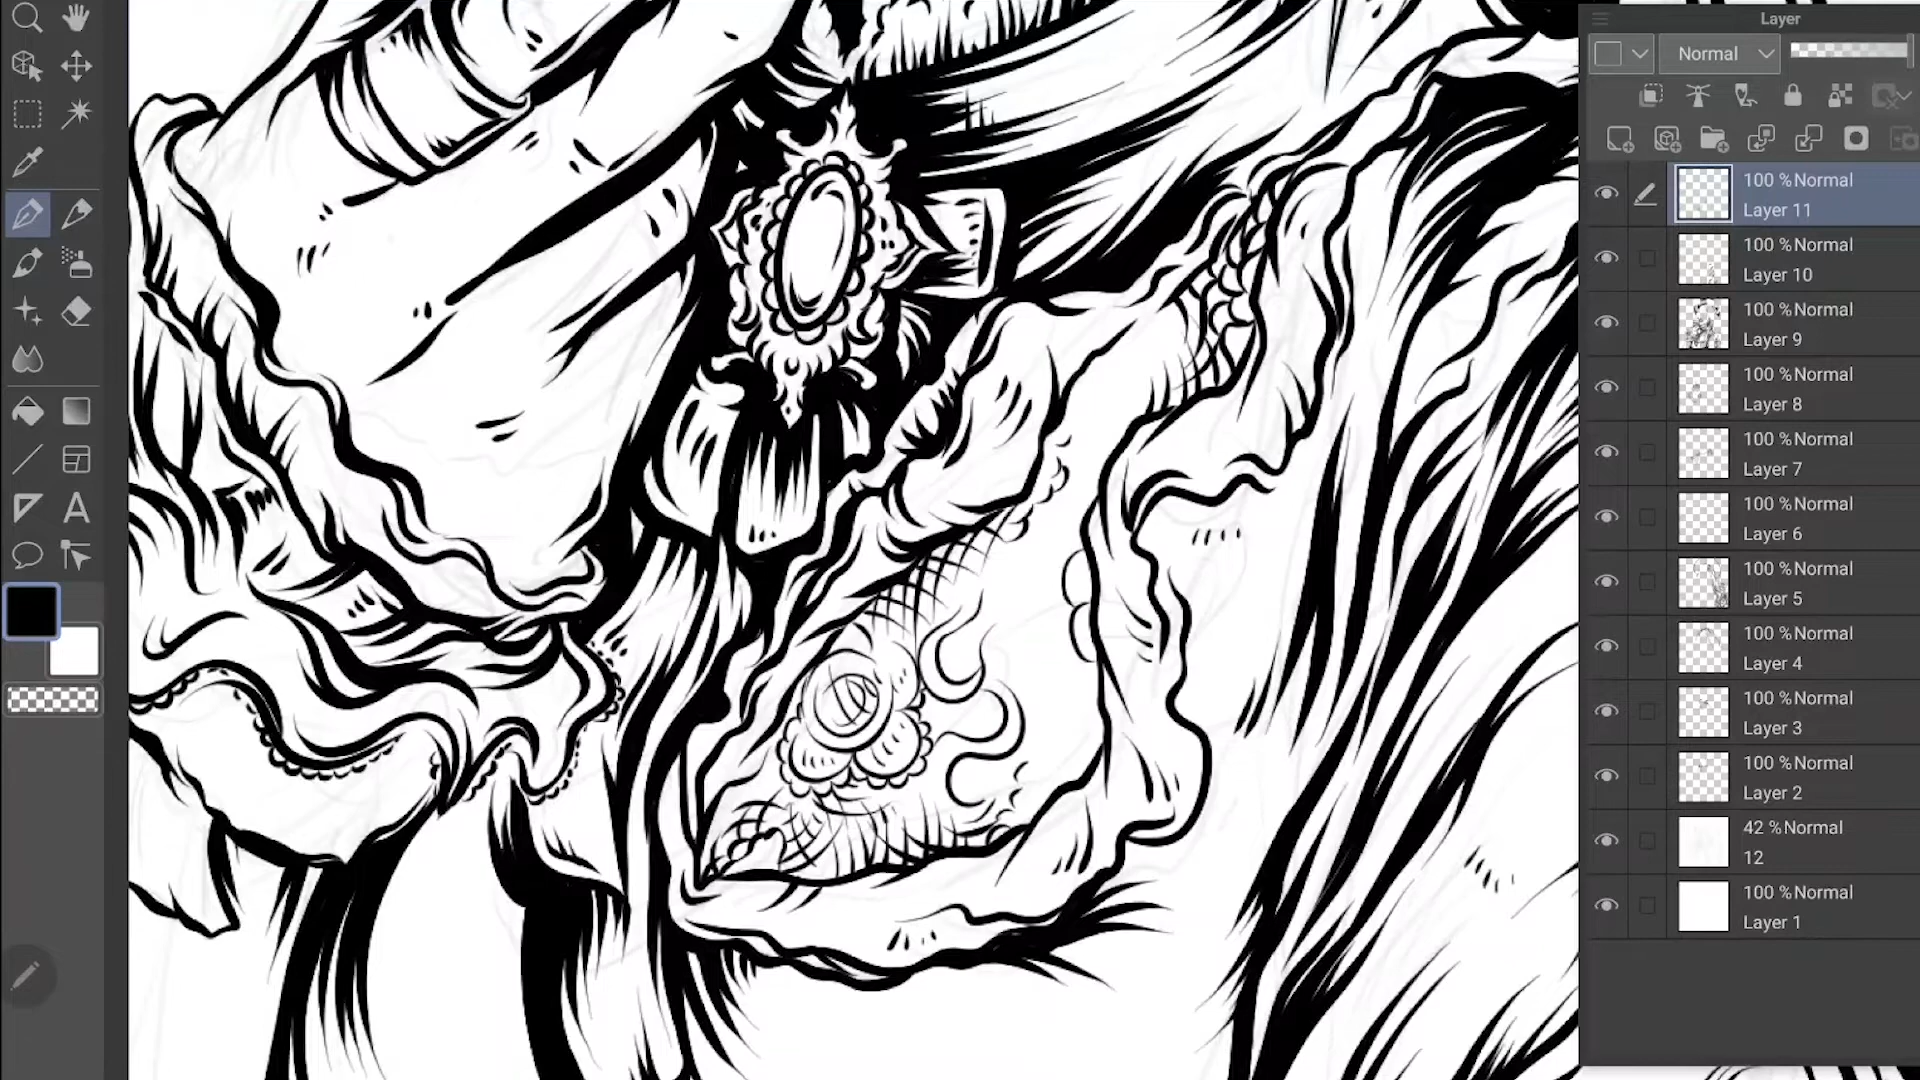 Layer
Normal
100 %Normal
Layer 11
100 %Normal
Layer 10
100 %Normal
Layer 9
100 %Normal
Layer 8
100 %Normal
Layer 7
100 %Normal
Layer 6
100 %Normal
Layer 5
100 %Normal
Layer 4
100 %Normal
Layer 3
100 %Normal
Layer 2
42 %Normal
12
100 %Normal
Layer 1